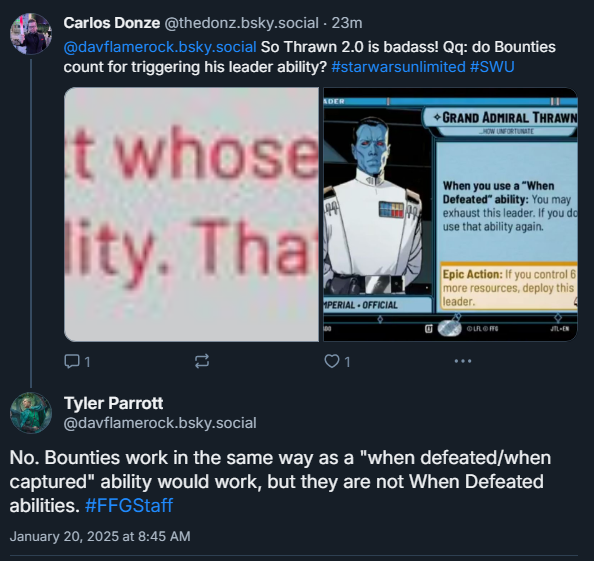 Carlos Donze @thedonz.bsky.social · 23m
@davflamerock.bsky.social So Thrawn 2.0 is badass! Qq: do Bounties
count for triggering his leader ability? #starwarsunlimited #SWU
t whose
lity. Tha
ADER
GRAND ADMIRAL THRAWN
...HOW UNFORTUNATE
When you use a "When
Defeated" ability: You may
exhaust this leader. If you do
use that ability again.
Epic Action: If you control 6
more resources, deploy this
leader.
MPERIAL • OFFICIAL
© LFL © FFG
JTL•EN
1
1
Tyler Parrott
@davflamerock.bsky.social
No. Bounties work in the same way as a "when defeated/when
captured" ability would work, but they are not When Defeated
abilities. #FFGStaff
January 20, 2025 at 8:45 AM